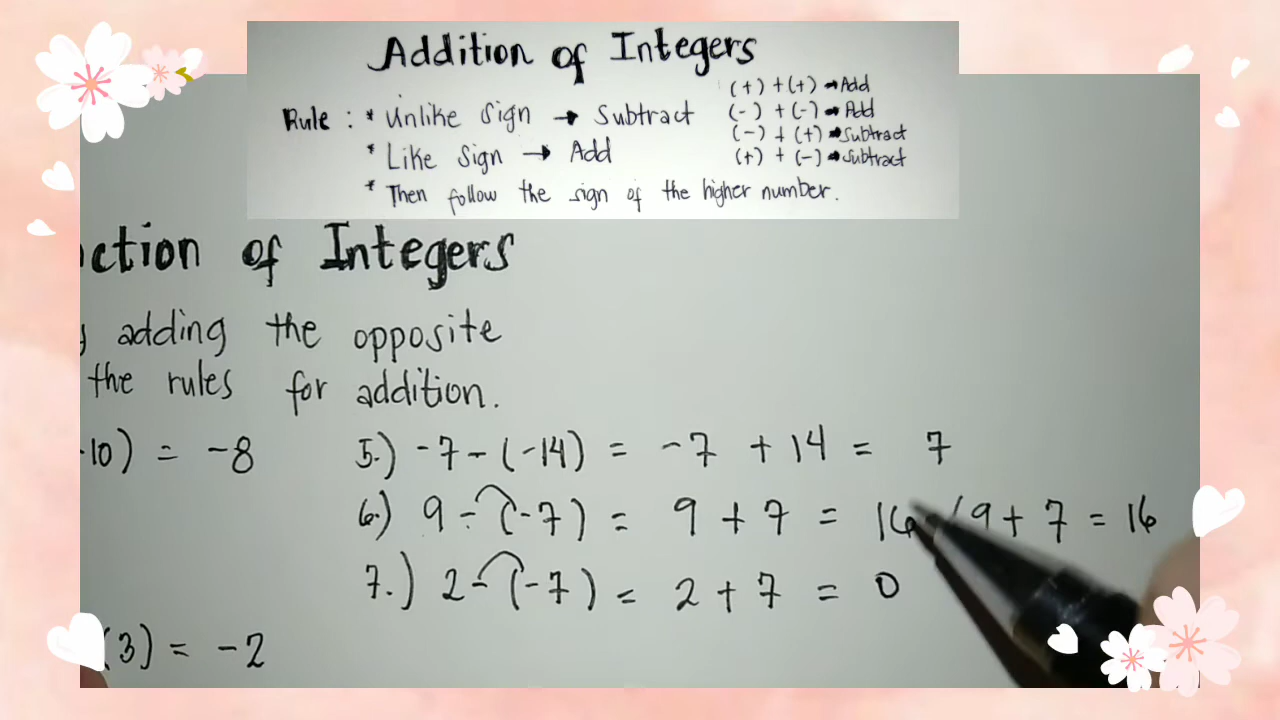 Addition of Integers
Rule : * Unlike Sign → Subtract
* Like Sign → Add
* Then follow the sign of the higher number.
(+) + (+) → Add
(-) + (-) → Add
(-) + (+) → Subtract
(+) + (-) → Subtract
ction of Integers
adding the opposite
the rules for addition.
-10) = -8
(3) = -2
5.) -7 - (-14) = -7 + 14 = 7
6.) 9 - (-7) = 9 + 7 = 16 / 9 + 7 = 16
7.) 2 - (-7) = 2 + 7 = 0